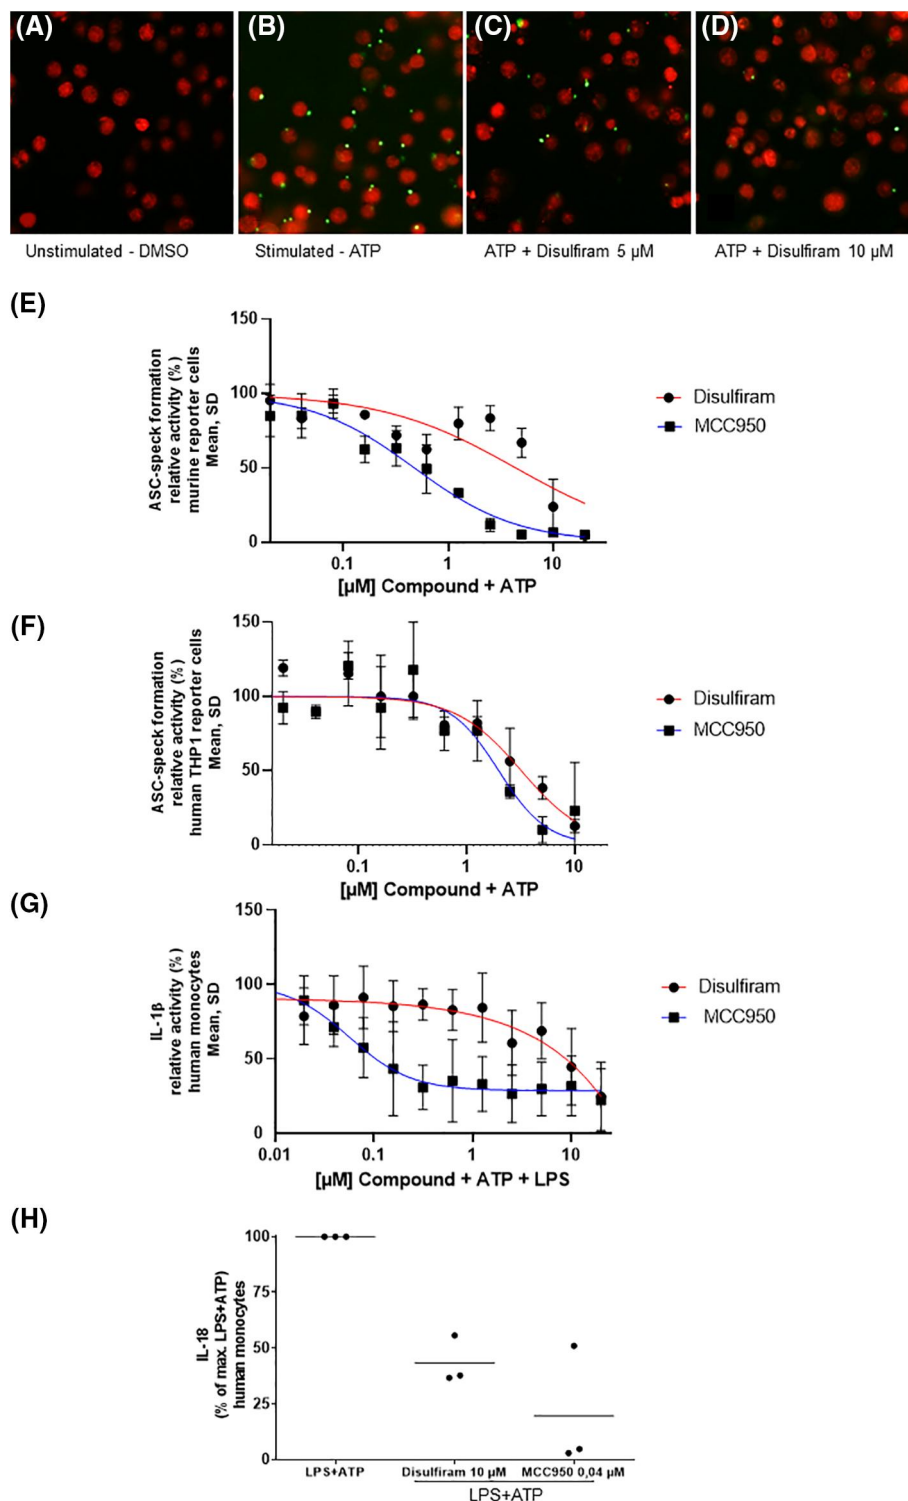 (A)
(B)
(C)
(D)
Unstimulated - DMSO
Stimulated - ATP
ATP + Disulfiram 5 µM
ATP + Disulfiram 10 µM
(E)
ASC-speck formation
relative activity (%)
murine reporter cells
Mean, SD
150
100
50
0
0.1
1
10
[µM] Compound + ATP
Disulfiram
MCC950
(F)
ASC-speck formation
relative activity (%)
human THP1 reporter cells
Mean, SD
150
100
50
0
0.1
1
10
[µM] Compound + ATP
Disulfiram
MCC950
(G)
IL-1β
relative activity (%)
human monocytes
Mean, SD
150
100
50
0
0.01
0.1
1
10
[µM] Compound + ATP + LPS
Disulfiram
MCC950
(H)
IL-18
(% of max. LPS+ATP)
human monocytes
100
75
50
25
0
LPS+ATP
Disulfiram 10 µM
MCC950 0,04 µM
LPS+ATP